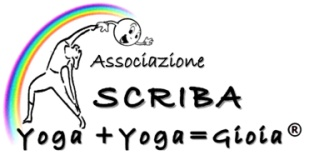 Associazione
SCRIBA
Yoga + Yoga = Gioia®